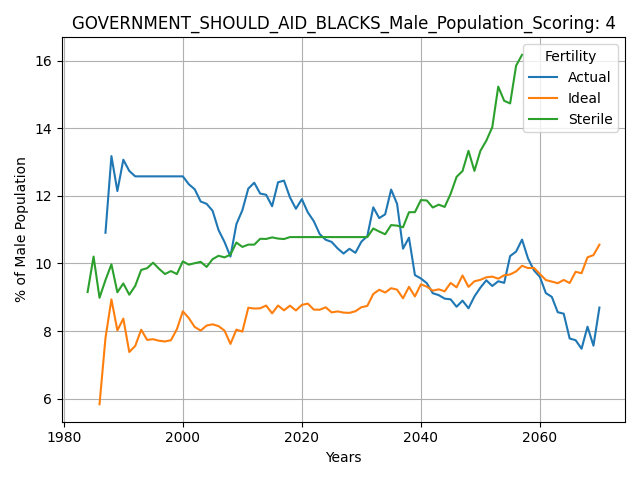 GOVERNMENT_SHOULD_AID_BLACKS_Male_Population_Scoring: 4
Fertility
Actual
Ideal
Sterile
% of Male Population
16
14
12
10
8
6
1980
2000
2020
2040
2060
Years